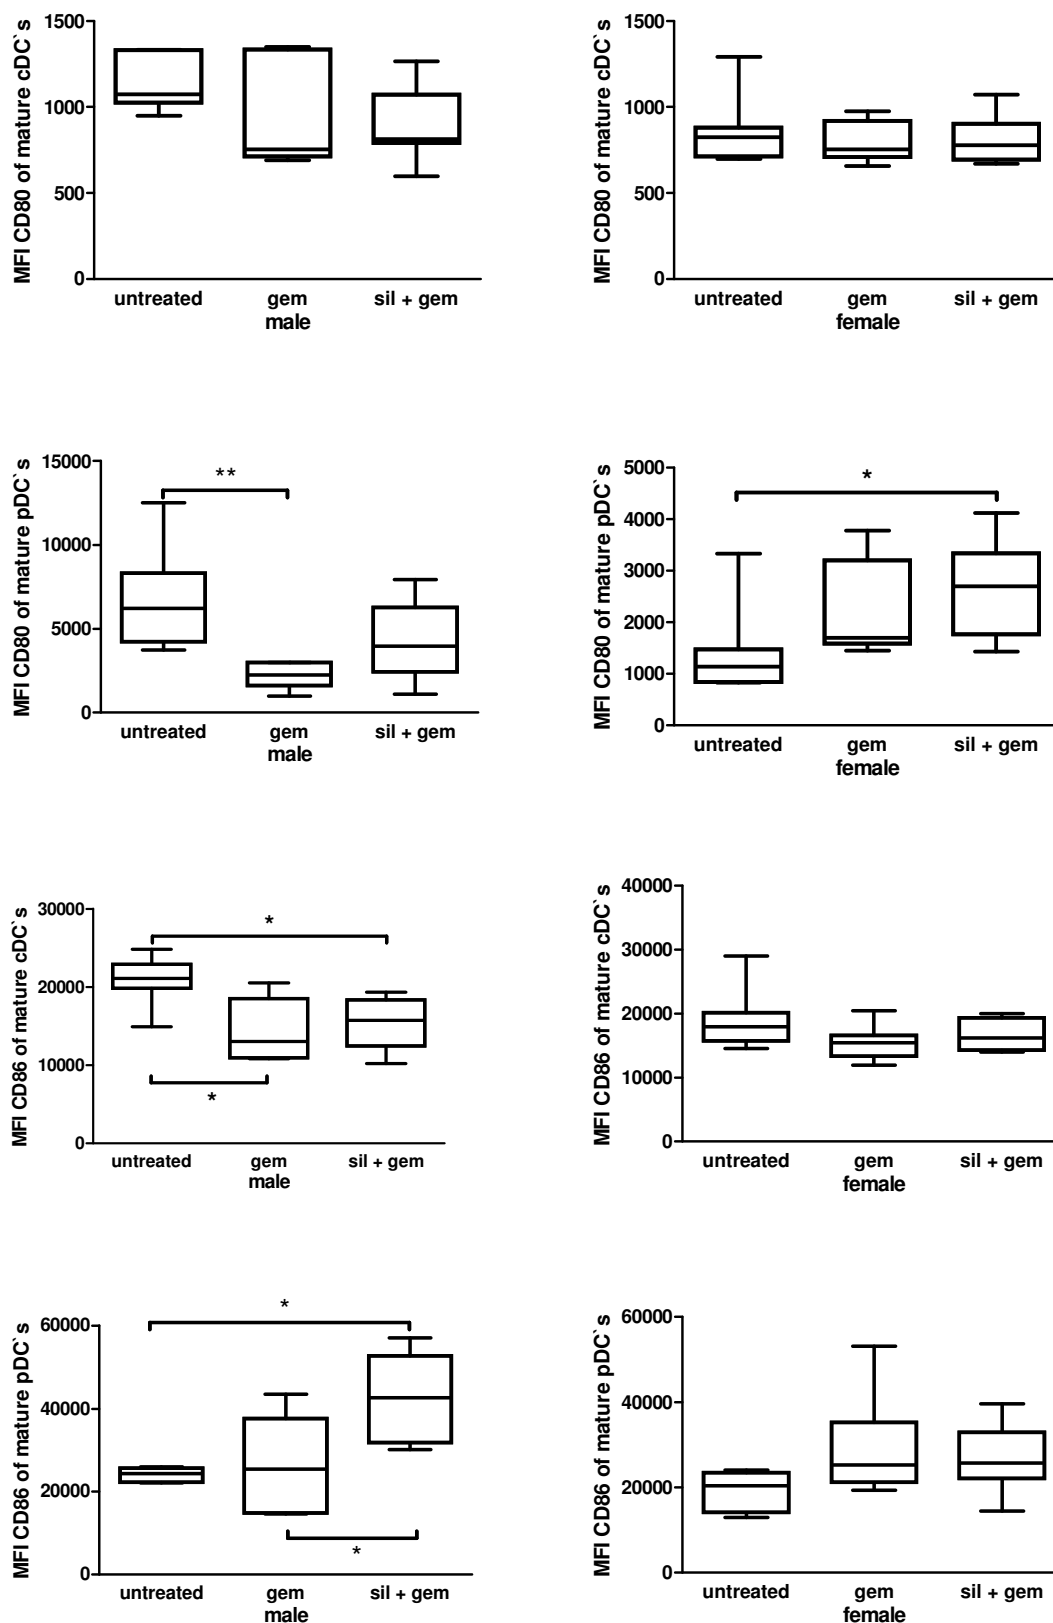 1500
1000
500
0
MFI CD80 of mature cDC`s
untreated gem sil + gem
male
1500
1000
500
0
MFI CD80 of mature cDC`s
untreated gem sil + gem
female
15000
10000
5000
0
MFI CD80 of mature pDC`s
**
untreated gem sil + gem
male
5000
4000
3000
2000
1000
0
MFI CD80 of mature pDC`s
*
untreated gem sil + gem
female
30000
20000
10000
0
MFI CD86 of mature cDC`s
*
*
untreated gem sil + gem
male
40000
30000
20000
10000
0
MFI CD86 of mature cDC`s
untreated gem sil + gem
female
60000
40000
20000
0
MFI CD86 of mature pDC`s
*
*
untreated gem sil + gem
male
60000
40000
20000
0
MFI CD86 of mature pDC`s
untreated gem sil + gem
female